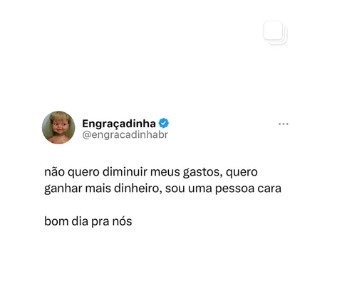 Engraçadinha
@engracadinhabr
não quero diminuir meus gastos, quero
ganhar mais dinheiro, sou uma pessoa cara
bom dia pra nós